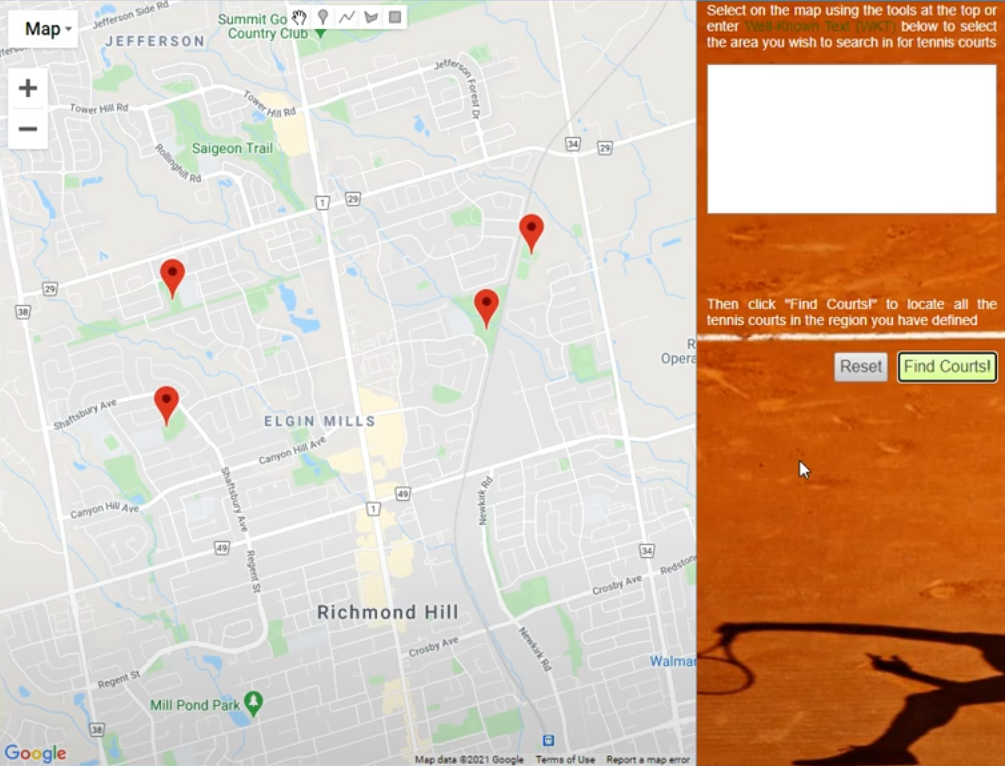 Map
Jefferson Side Rd
JEFFERSON
Summit Go
Country Club
Jefferson Forest Dr
Tower Hill Rd
Tower Hill Rd
Saigeon Trail
Rollinghill Rd
34
29
1
29
29
38
R
Opera
Shaftsbury Ave
ELGIN MILLS
Canyon Hill Ave
Shaftsbury Ave
Canyon Hill Ave
49
1
Newkirk Rd
49
34
Regent St
Redston
Crosby Ave
Richmond Hill
Crosby Ave
Newkirk Rd
Walmar
Regent St
Mill Pond Park
38
Google
Map data ©2021 Google
Terms of Use
Report a map error
Select on the map using the tools at the top or
enter Well-Known Text (WKT) below to select
the area you wish to search in for tennis courts
Then click "Find Courts!" to locate all the
tennis courts in the region you have defined
Reset
Find Courts!